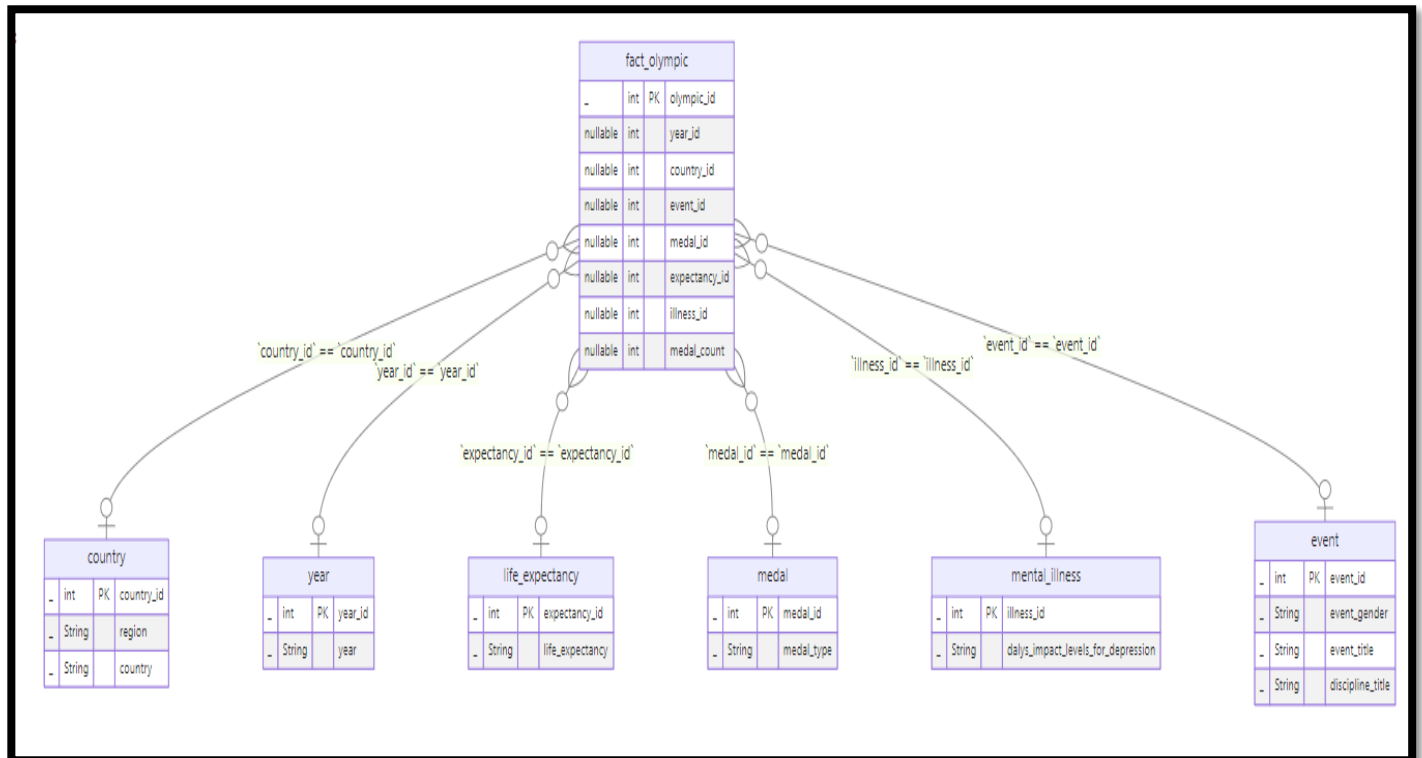 fact_olympic
_ int PK olympic_id
nullable int year_id
nullable int country_id
nullable int event_id
nullable int medal_id
nullable int expectancy_id
nullable int illness_id
nullable int medal_count
`country_id` == `country_id`
`year_id` == `year_id`
`expectancy_id` == `expectancy_id`
`medal_id` == `medal_id`
`illness_id` == `illness_id`
`event_id` == `event_id`
country
_ int PK country_id
_ String region
_ String country
year
_ int PK year_id
_ String year
life_expectancy
_ int PK expectancy_id
_ String life_expectancy
medal
_ int PK medal_id
_ String medal_type
mental_illness
_ int PK illness_id
_ String dalys_impact_levels_for_depression
event
_ int PK event_id
_ String event_gender
_ String event_title
_ String discipline_title